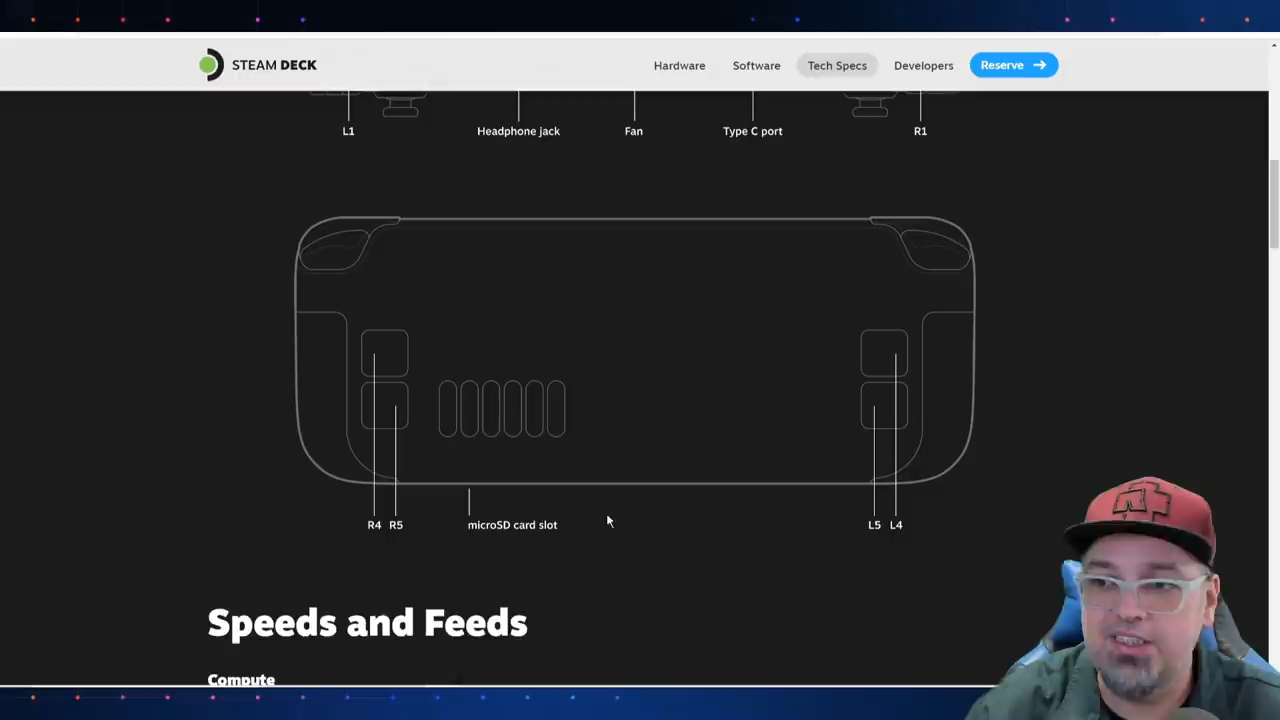 STEAM DECK
Hardware
Software
Tech Specs
Developers
Reserve
L1
Headphone jack
Fan
Type C port
R1
R4
R5
microSD card slot
L5
L4
Speeds and Feeds
Compute